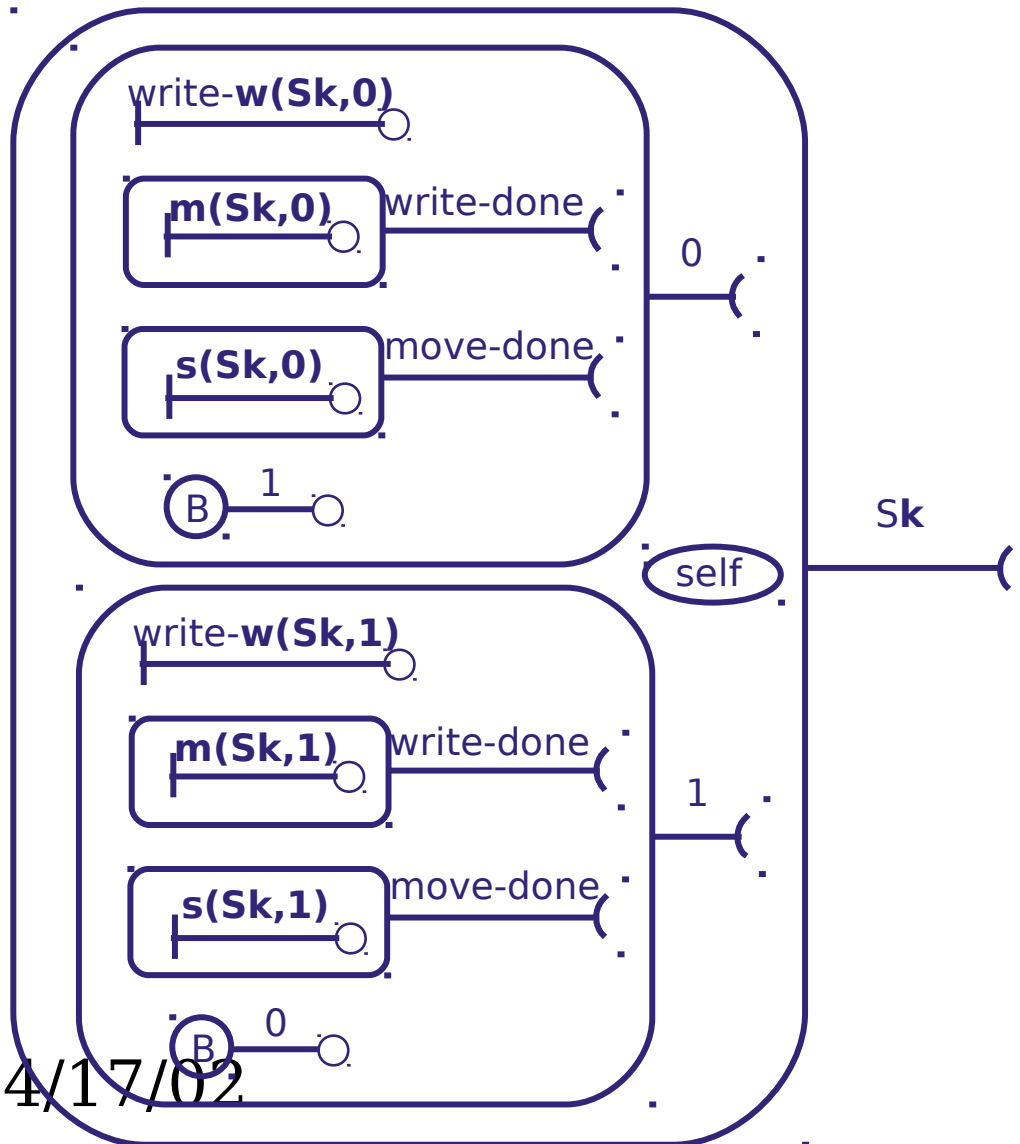 write-w(Sk,0)
m(Sk,0)
write-done
0
s(Sk,0)
move-done
B
1
Sk
self
write-w(Sk,1)
m(Sk,1)
write-done
1
s(Sk,1)
move-done
B
0
4/17/02